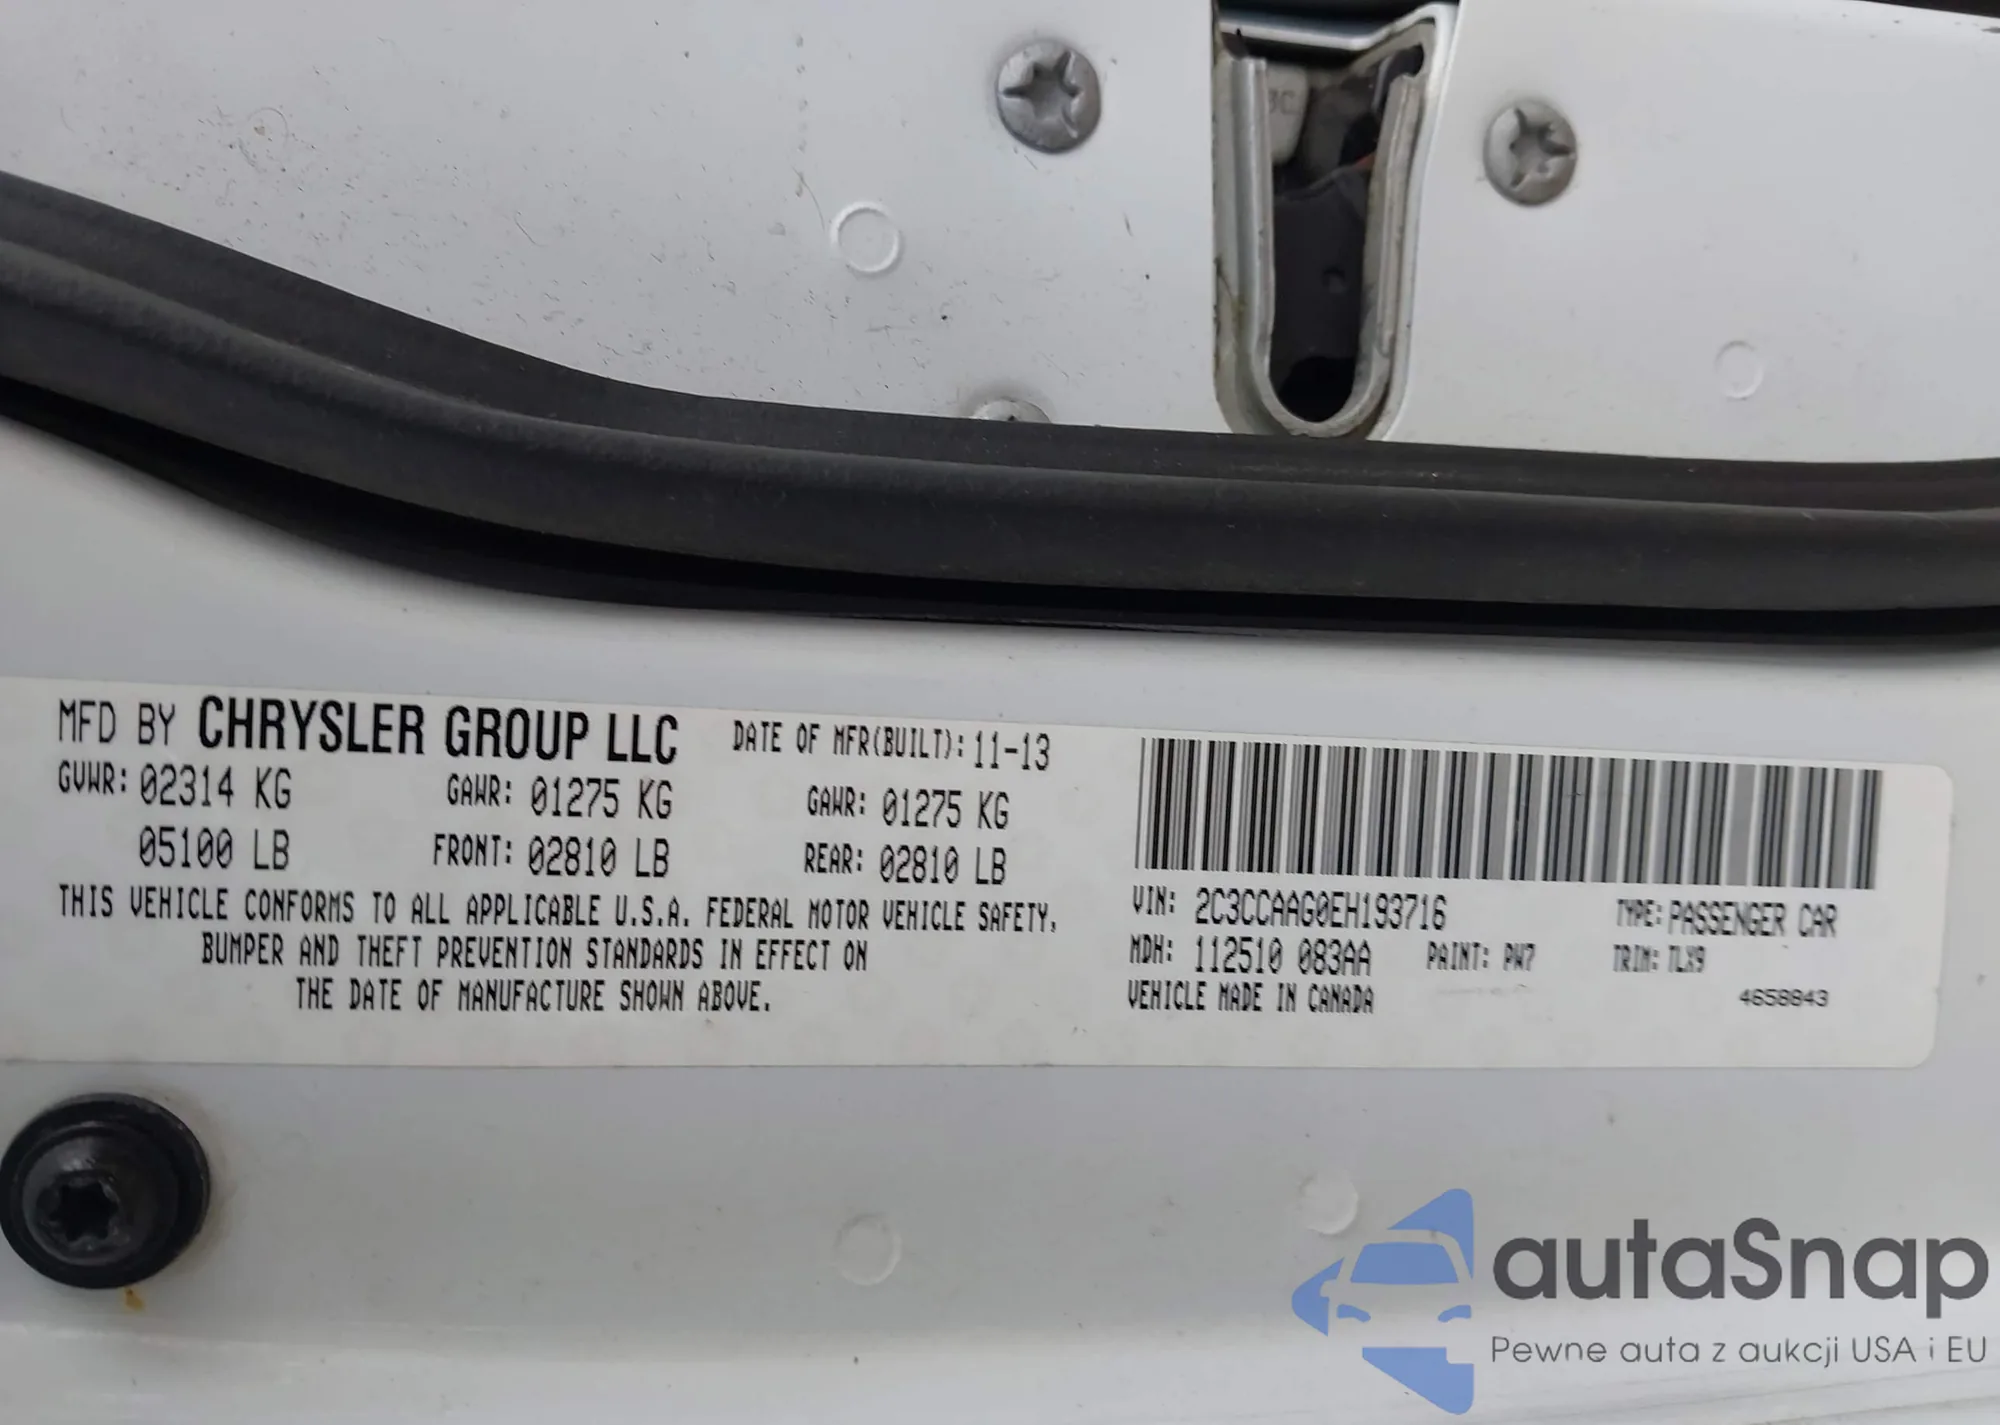 MFD BY CHRYSLER GROUP LLC DATE OF MFR(BUILT): 11-13
GVWR: 02314 KG GAWR: 01275 KG GAWR: 01275 KG
05100 LB FRONT: 02810 LB REAR: 02810 LB
THIS VEHICLE CONFORMS TO ALL APPLICABLE U.S.A. FEDERAL MOTOR VEHICLE SAFETY,
BUMPER AND THEFT PREVENTION STANDARDS IN EFFECT ON
THE DATE OF MANUFACTURE SHOWN ABOVE.
VIN: 2C3CCAAG0EH193716 TYPE: PASSENGER CAR
MDH: 112510 083AA PAINT: PW7 TRIM: TLX9
VEHICLE MADE IN CANADA 4658843
autaSnap
Pewne auta z aukcji USA i EU